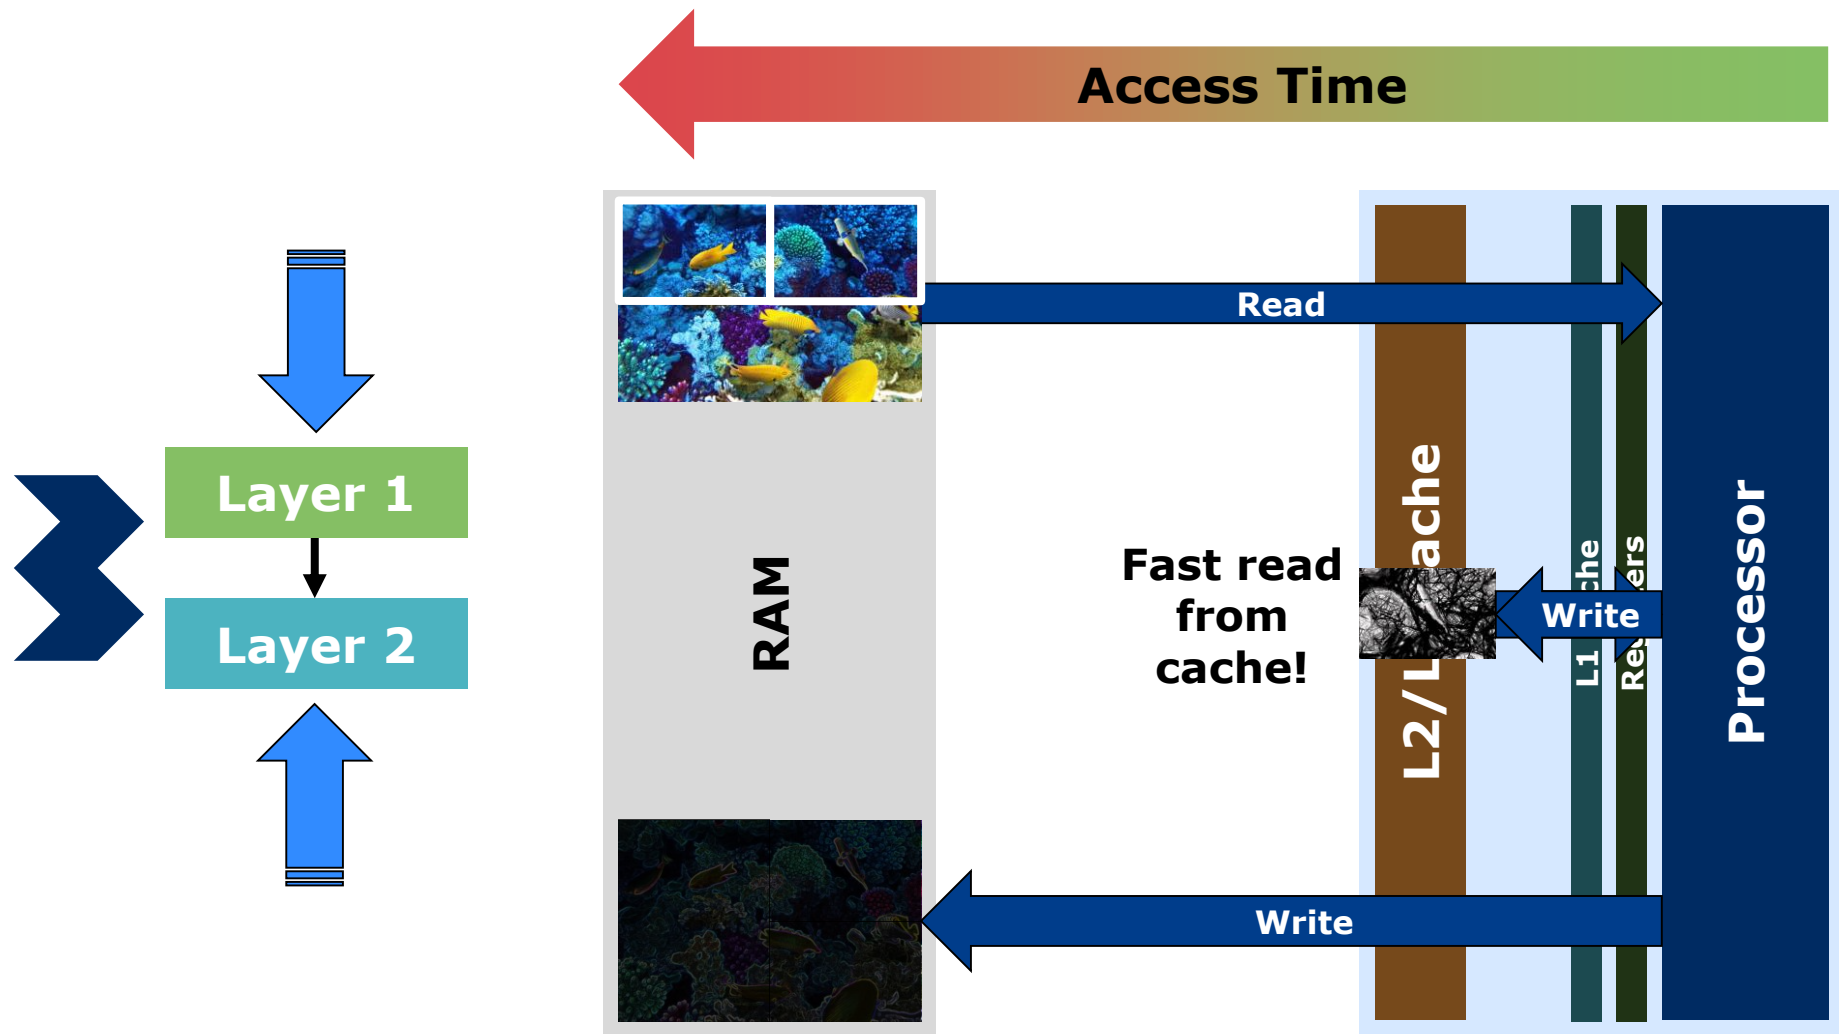 Access Time
Read
Layer 1
Layer 2
RAM
Fast read
from
cache!
Write
Processor
Write